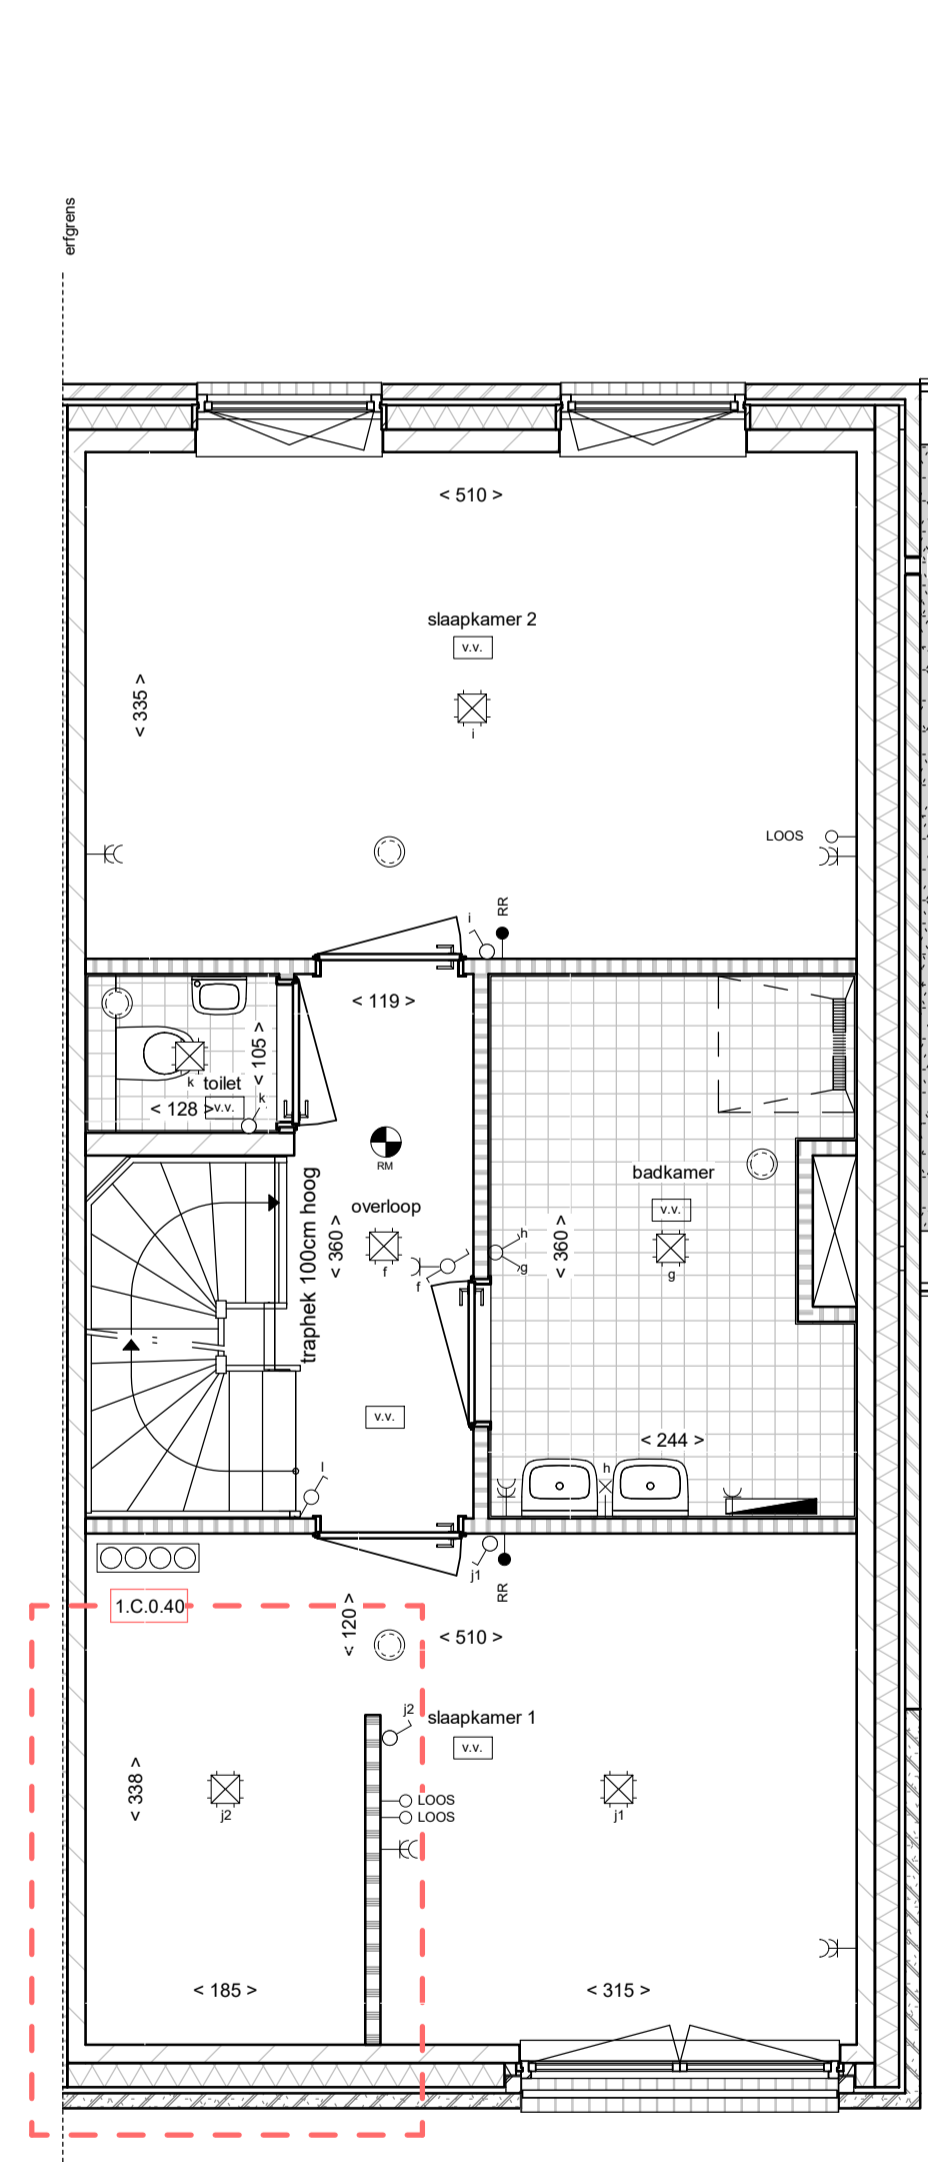 erfgrens
< 510 >
slaapkamer 2
v.v.
< 335 >
i
LOOS
i
RR
< 119 >
< 105 >
k
toilet
k
< 128 >
v.v.
RM
badkamer
overloop
v.v.
traphek 100cm hoog
< 360 >
f
f
h
g
< 360 >
g
v.v.
< 244 >
h
l
j1
RR
1.C.0.40
< 120 >
< 510 >
j2
slaapkamer 1
v.v.
< 338 >
j2
LOOS
LOOS
j1
< 185 >
< 315 >